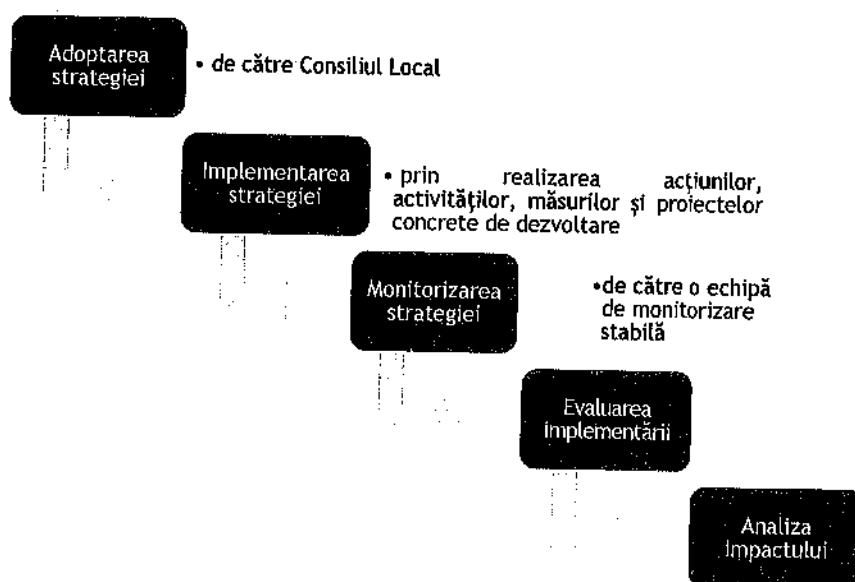 Adoptarea
strategiei
• de către Consiliul Local
Implementarea
strategiei
• prin realizarea acțiunilor,
activităților, măsurilor și proiectelor
concrete de dezvoltare
Monitorizarea
strategiei
•de către o echipă
de monitorizare
stabilă
Evaluarea
implementării
Analiza
impactului